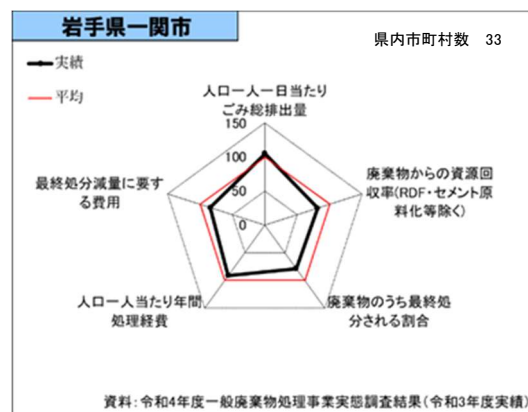 岩手県一関市
県内市町村数 33
実績
平均
人口一人一日当たり
ごみ総排出量
150
100
50
0
廃棄物からの資源回
収率(RDF・セメント原
料化等除く)
廃棄物のうち最終処
分される割合
人口一人当たり年間
処理経費
最終処分減量に要す
る費用
資料:令和4年度一般廃棄物処理事業実態調査結果(令和3年度実績)